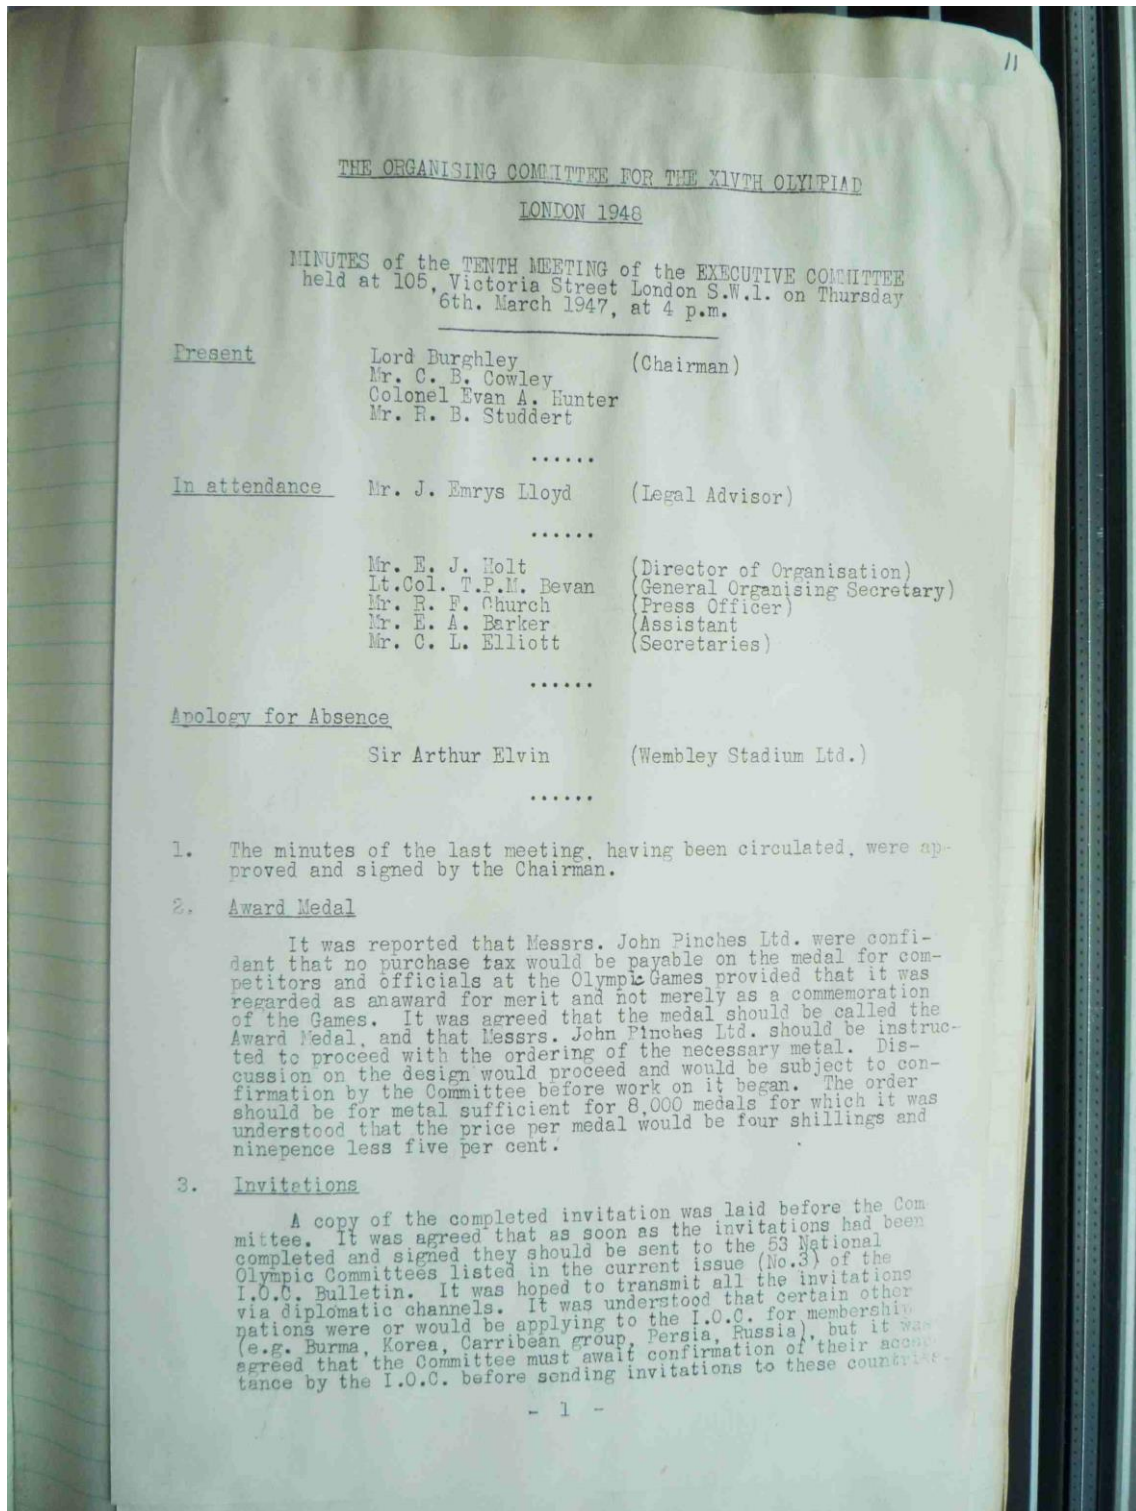 11
THE ORGANISING COMMITTEE FOR THE X1VTH OLYMPIAD
LONDON 1948
MINUTES of the TENTH MEETING of the EXECUTIVE COMMITTEE
held at 105, Victoria Street London S.W.1. on Thursday
6th. March 1947, at 4 p.m.
Present Lord Burghley (Chairman)
Mr. C. B. Cowley
Colonel Evan A. Hunter
Mr. R. B. Studdert
......
In attendance Mr. J. Emrys Lloyd (Legal Advisor)
......
Mr. E. J. Holt (Director of Organisation)
Lt.Col. T.P.M. Bevan (General Organising Secretary)
Mr. R. F. Church (Press Officer)
Mr. E. A. Barker (Assistant
Mr. C. L. Elliott (Secretaries)
......
Apology for Absence
Sir Arthur Elvin (Wembley Stadium Ltd.)
......
1. The minutes of the last meeting, having been circulated, were ap-
proved and signed by the Chairman.
2. Award Medal
It was reported that Messrs. John Pinches Ltd. were confi-
dant that no purchase tax would be payable on the medal for com-
petitors and officials at the Olympic Games provided that it was
regarded as anaward for merit and not merely as a commemoration
of the Games. It was agreed that the medal should be called the
Award Medal, and that Messrs. John Pinches Ltd. should be instruc-
ted to proceed with the ordering of the necessary metal. Dis-
cussion on the design would proceed and would be subject to con-
firmation by the Committee before work on it began. The order
should be for metal sufficient for 8,000 medals for which it was
understood that the price per medal would be four shillings and
ninepence less five per cent.
3. Invitations
A copy of the completed invitation was laid before the Com
mittee. It was agreed that as soon as the invitations had been
completed and signed they should be sent to the 53 National
Olympic Committees listed in the current issue (No.3) of the
I.O.C. Bulletin. It was hoped to transmit all the invitations
via diplomatic channels. It was understood that certain other
nations were or would be applying to the I.O.C. for membership
(e.g. Burma, Korea, Carribean group, Persia, Russia), but it was
agreed that the Committee must await confirmation of their accep-
tance by the I.O.C. before sending invitations to these countries.
- 1 -